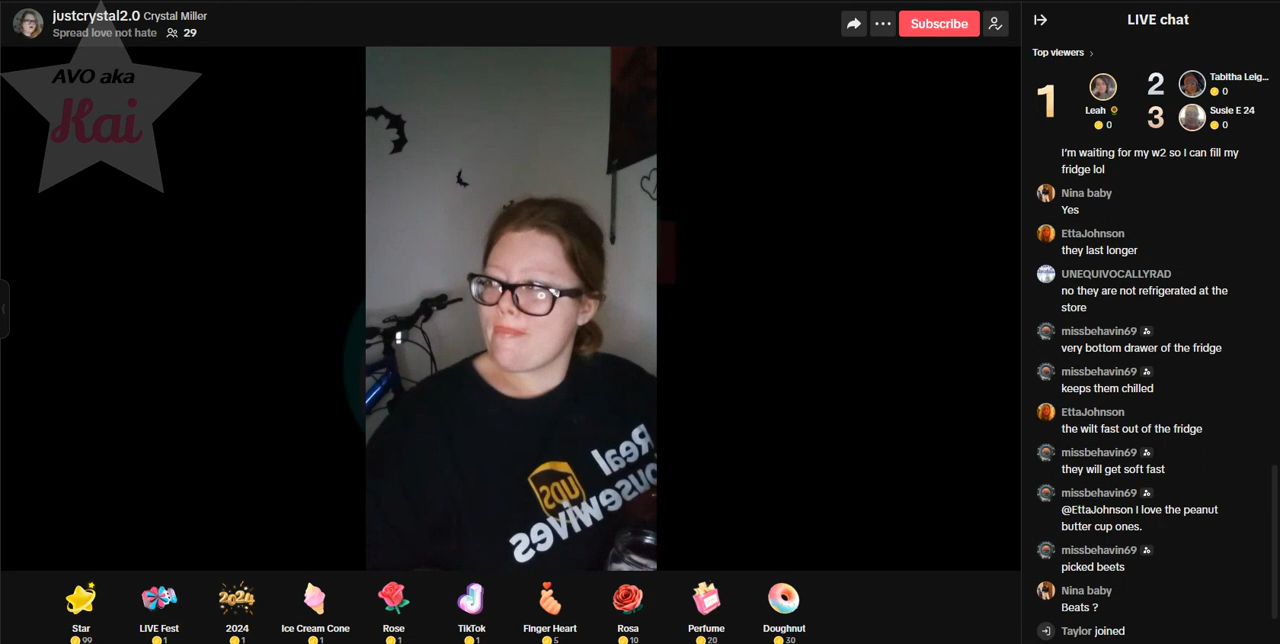 justcrystal2.0 Crystal Miller
Spread love not hate 29
Subscribe
AVO aka
Kai
Real
Housewives
ups
Star
99
LIVE Fest
1
2024
2024
1
Ice Cream Cone
1
Rose
1
TikTok
1
Finger Heart
5
Rosa
10
Perfume
20
Doughnut
30
LIVE chat
Top viewers
1
Leah
0
2
Tabitha Leig...
0
3
Susie E 24
0
I'm waiting for my w2 so I can fill my
fridge lol
Nina baby
Yes
EttaJohnson
they last longer
UNEQUIVOCALLYRAD
no they are not refrigerated at the
store
missbehavin69
very bottom drawer of the fridge
missbehavin69
keeps them chilled
EttaJohnson
the wilt fast out of the fridge
missbehavin69
they will get soft fast
missbehavin69
@EttaJohnson I love the peanut
butter cup ones.
missbehavin69
picked beets
Nina baby
Beats ?
Taylor joined